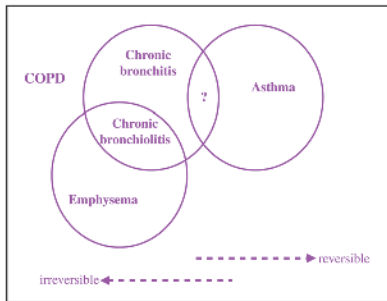 Chronic
bronchitis
COPD
?
Asthma
Chronic
bronchiolitis
Emphysema
reversible
irreversible